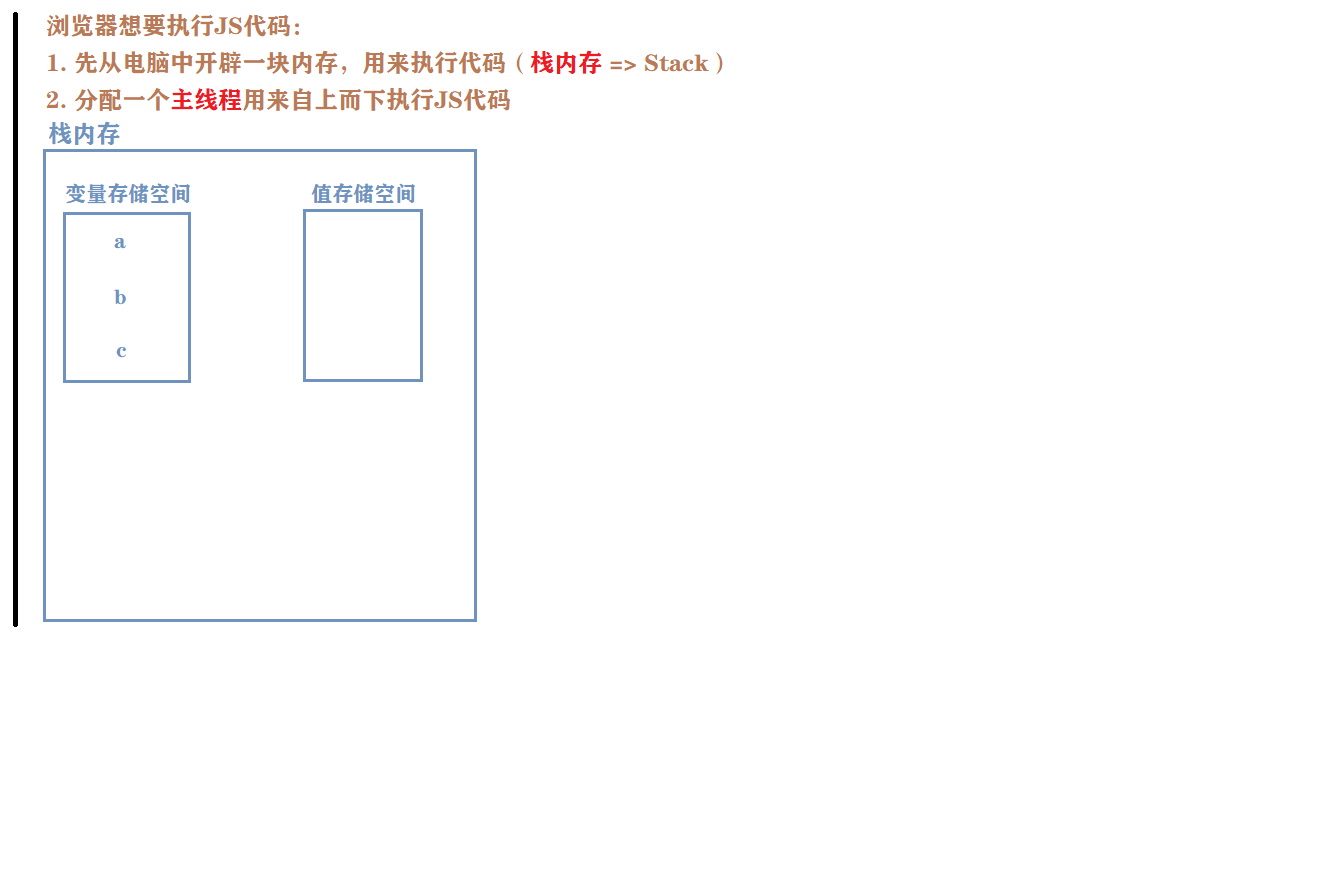 浏览器想要执行JS代码：
1. 先从电脑中开辟一块内存，用来执行代码（栈内存 => Stack）
2. 分配一个主线程用来自上而下执行JS代码
栈内存
变量存储空间 值存储空间
a
b
c